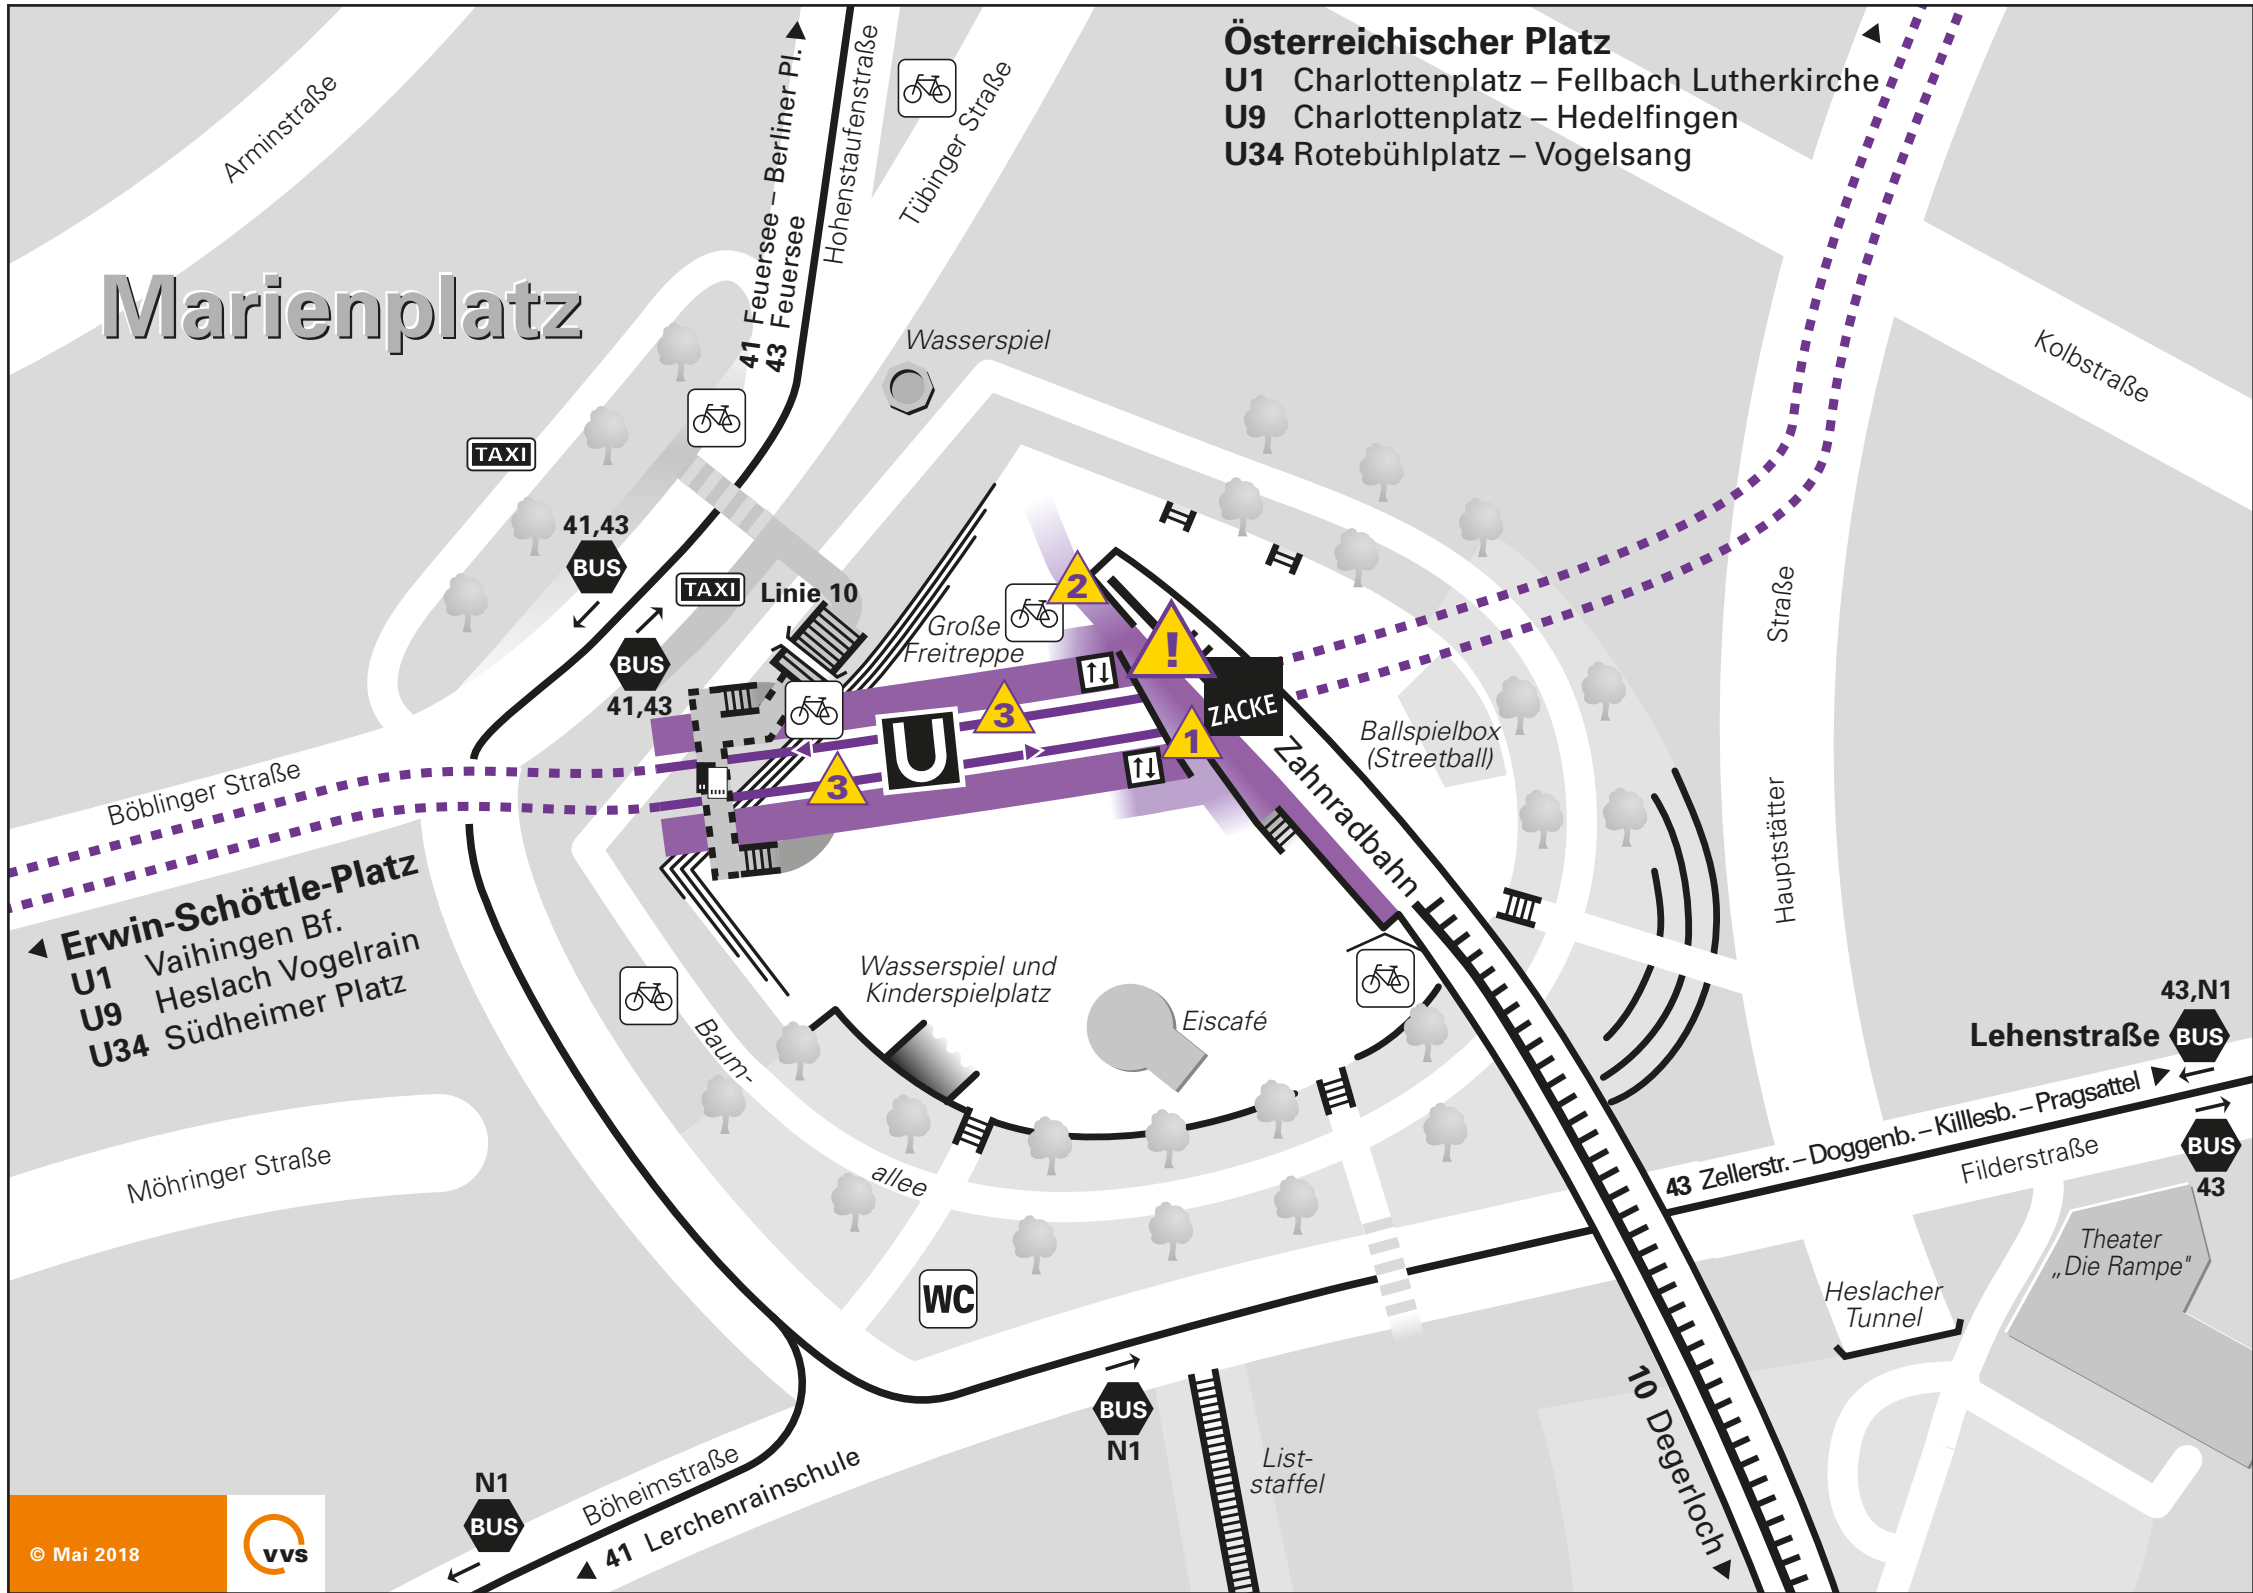 Österreichischer Platz
U1 Charlottenplatz – Fellbach Lutherkirche
U9 Charlottenplatz – Hedelfingen
U34 Rotebühlplatz – Vogelsang
Arminstraße
41 Feuersee – Berliner Pl.
43 Feuersee
Hohenstaufenstraße
Tübinger Straße
Marienplatz
Wasserspiel
Kolbstraße
TAXI
41,43
BUS
TAXI
Linie 10
BUS
41,43
Große
Freitreppe
2
!
ZACKE
3
1
3
U
Zahnradbahn
Ballspielbox
(Streetball)
Hauptstätter
Straße
Böblinger Straße
Erwin-Schöttle-Platz
U1 Vaihingen Bf.
U9 Heslach Vogelrain
U34 Südheimer Platz
Wasserspiel und
Kinderspielplatz
Eiscafé
Baum-
allee
43,N1
Lehenstraße BUS
43 Zellerstr. – Doggenb. – Killlesb. – Pragsattel
Filderstraße
BUS
43
Möhringer Straße
Theater
„Die Rampe"
Heslacher
Tunnel
WC
10 Degerloch
BUS
N1
List-
staffel
N1
BUS
Böheimstraße
41 Lerchenrainschule
© Mai 2018
vvs